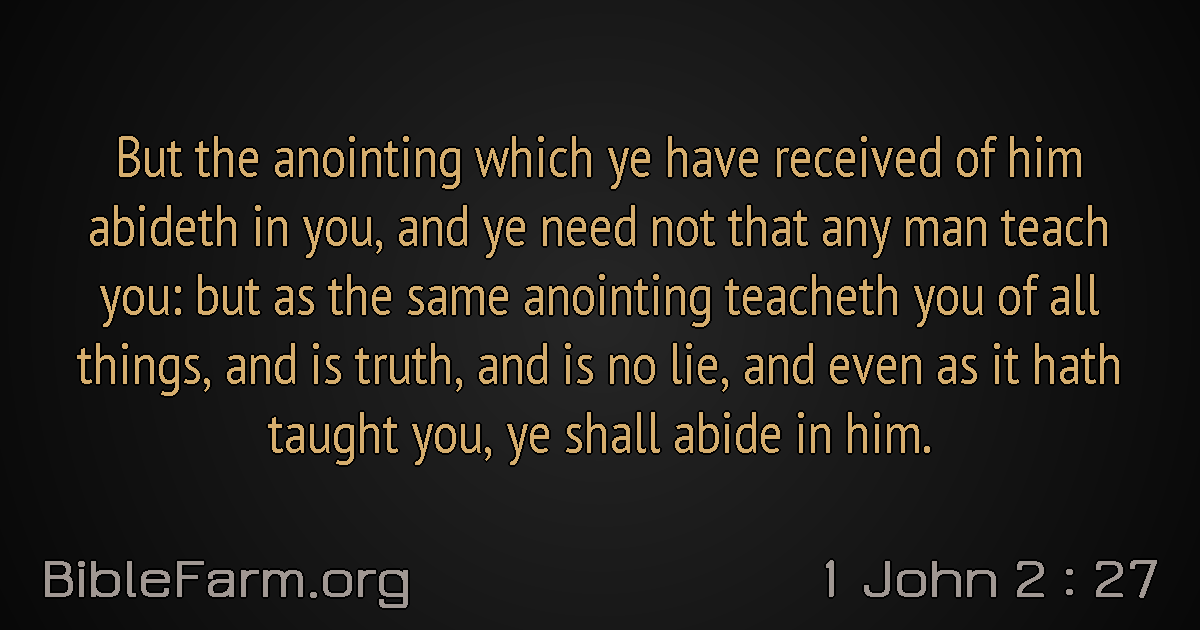 But the anointing which ye have received of him
abideth in you, and ye need not that any man teach
you: but as the same anointing teacheth you of all
things, and is truth, and is no lie, and even as it hath
taught you, ye shall abide in him.
BibleFarm.org
1 John 2 : 27